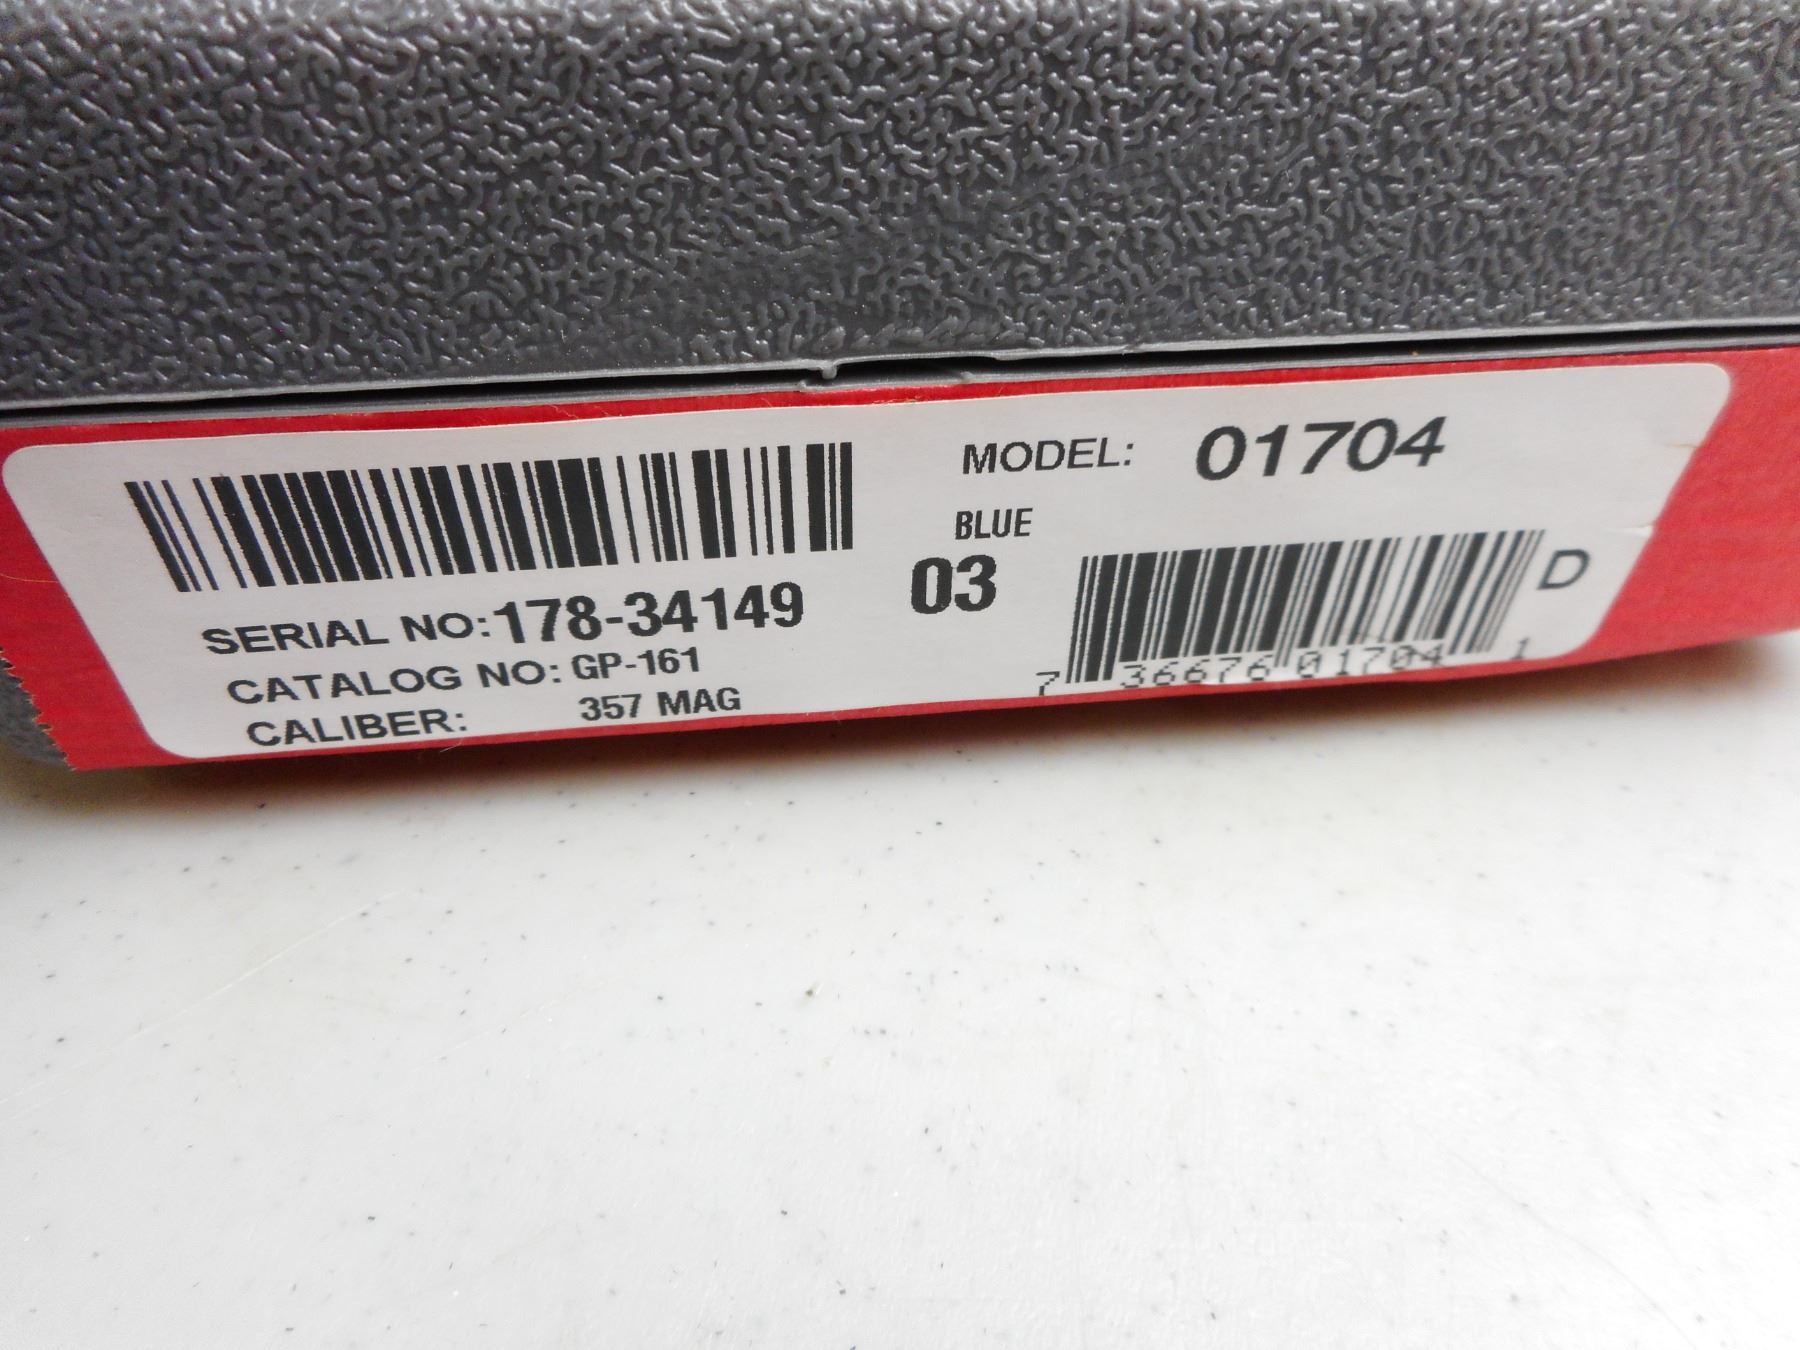 MODEL: 01704
BLUE
03
D
SERIAL NO: 178-34149
CATALOG NO: GP-161
CALIBER: 357 MAG
7 36676 01704 1